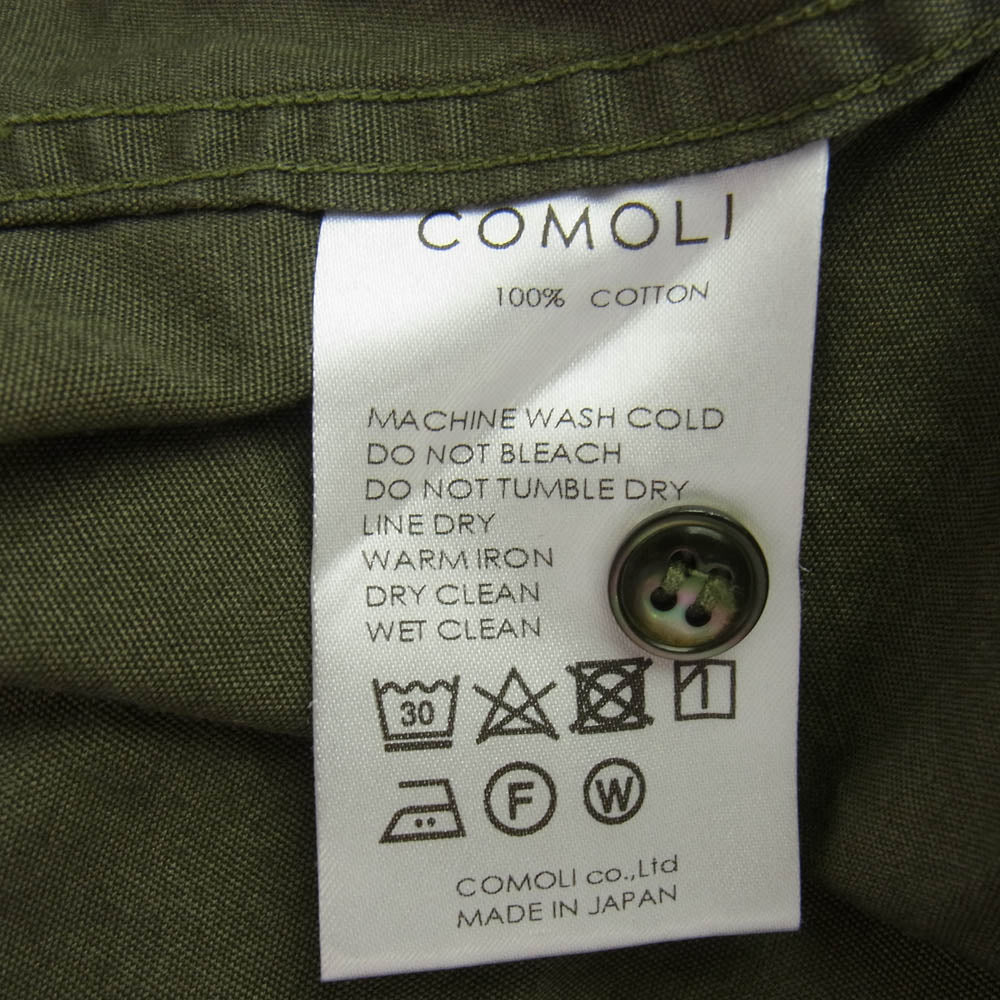 COMOLI
100% COTTON
MACHINE WASH COLD
DO NOT BLEACH
DO NOT TUMBLE DRY
LINE DRY
WARM IRON
DRY CLEAN
WET CLEAN
30
F W
COMOLI co.,Ltd
MADE IN JAPAN